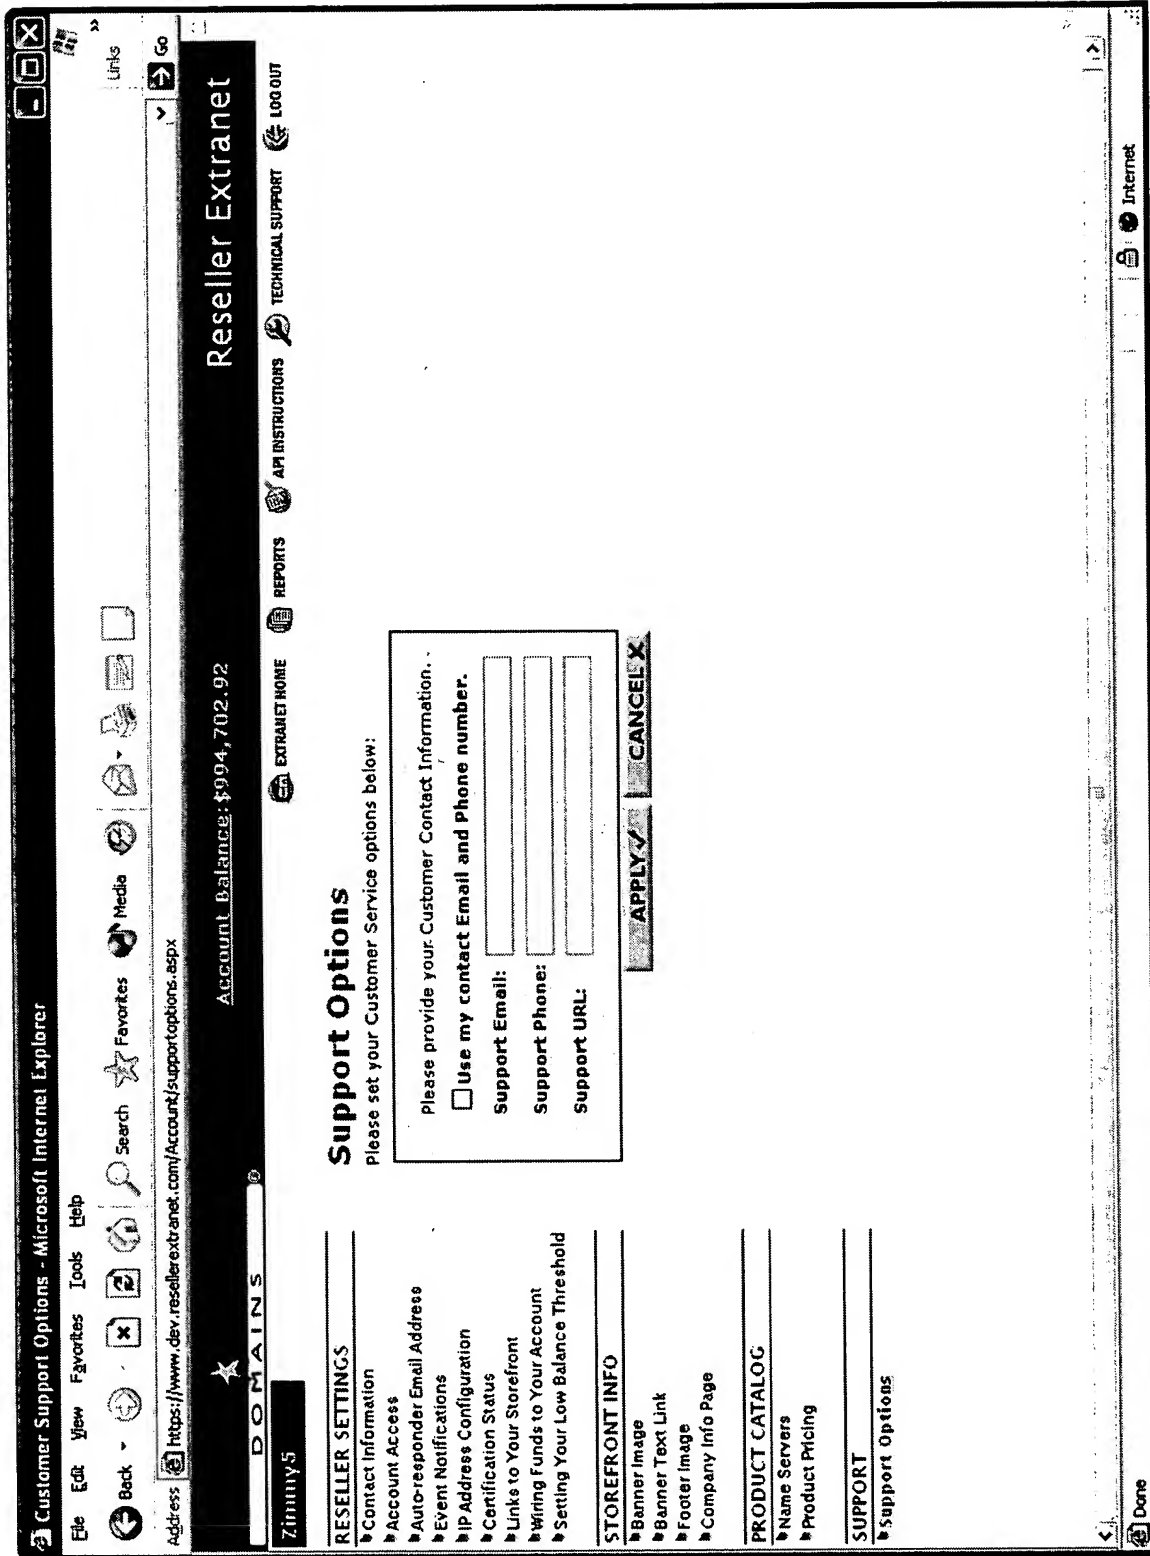 Customer Support Options - Microsoft Internet Explorer
File Edit View Favorites Tools Help
Back Search Favorites Media
Links
Address https://www.dev.resellerextranet.com/Account/supportoptions.aspx Go
DOMAINS® Account Balance:$994,702.92 Reseller Extranet
Zimmy5
EXTRANET HOME REPORTS API INSTRUCTIONS TECHNICAL SUPPORT LOG OUT
RESELLER SETTINGS
Contact Information
Account Access
Auto-responder Email Address
Event Notifications
IP Address Configuration
Certification Status
Links to Your Storefront
Wiring Funds to Your Account
Setting Your Low Balance Threshold
STOREFRONT INFO
Banner Image
Banner Text Link
Footer Image
Company Info Page
PRODUCT CATALOG
Name Servers
Product Pricing
SUPPORT
Support Options
Support Options
Please set your Customer Service options below:
Please provide your Customer Contact Information.
Use my contact Email and Phone number.
Support Email:
Support Phone:
Support URL:
APPLY CANCEL
Done Internet